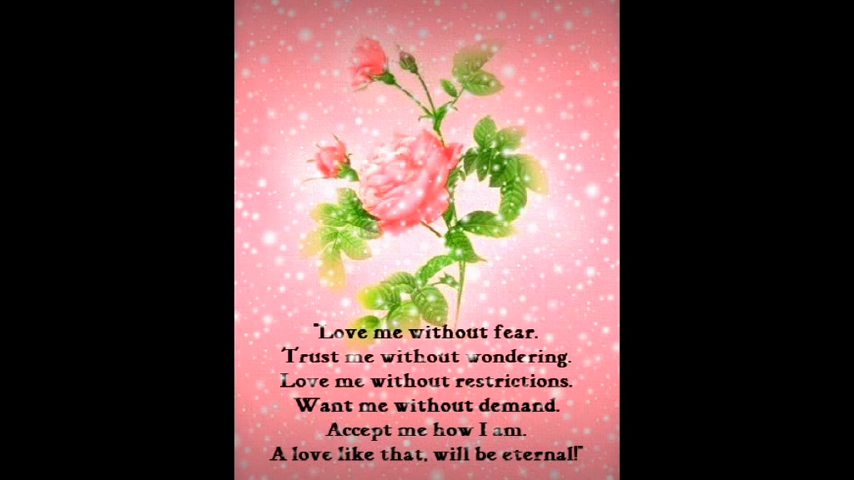 "Love me without fear.
Trust me without wondering.
Love me without restrictions.
Want me without demand.
Accept me how I am.
A love like that, will be eternal!"